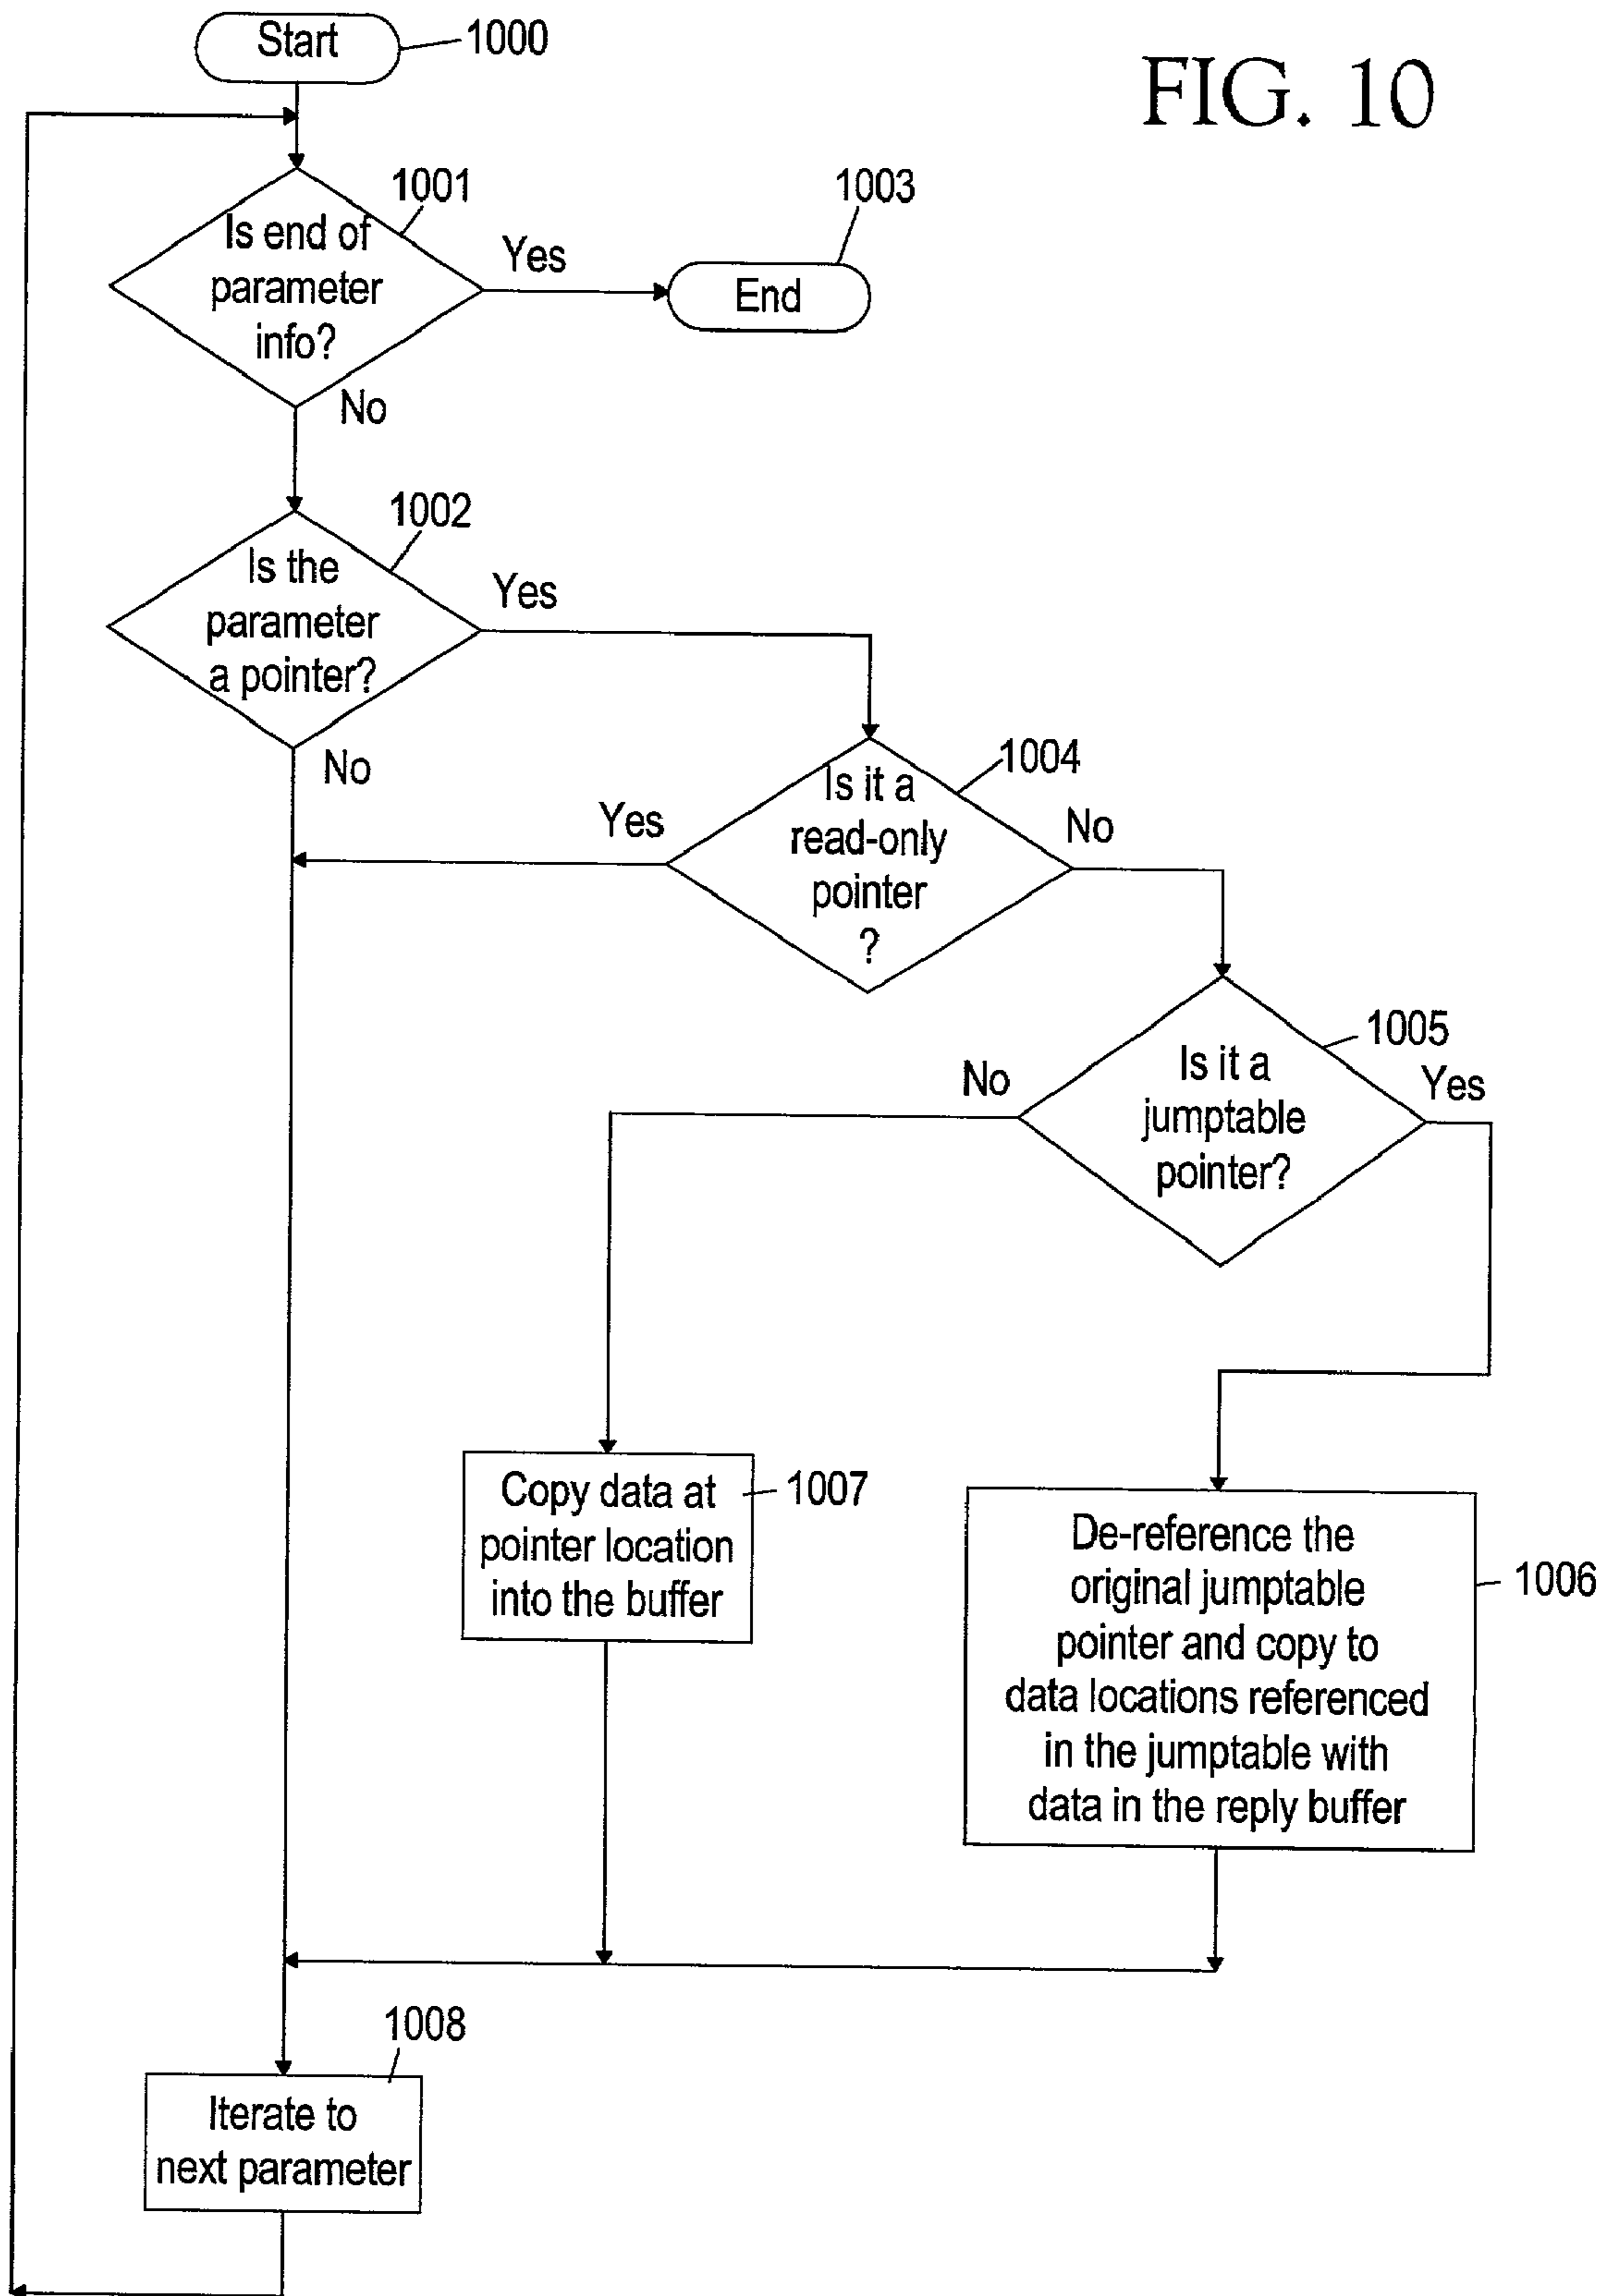 Start
1000
FIG. 10
1001
Is end of
parameter
info?
Yes
1003
End
No
1002
Is the
parameter
a pointer?
Yes
No
1004
Is it a
read-only
pointer
?
Yes
No
1005
Is it a
jumptable
pointer?
No
Yes
Copy data at
pointer location
into the buffer
1007
De-reference the
original jumptable
pointer and copy to
data locations referenced
in the jumptable with
data in the reply buffer
1006
1008
Iterate to
next parameter